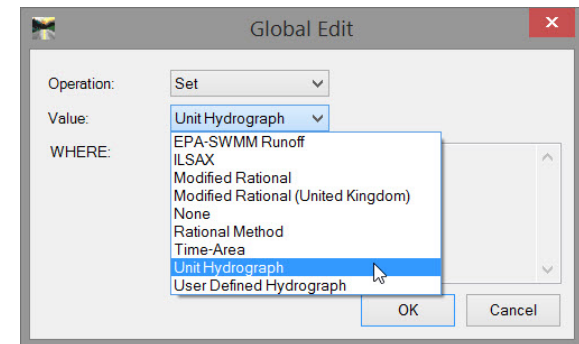 Global Edit
Operation: Set
Value: Unit Hydrograph
WHERE:
EPA-SWMM Runoff
ILSAX
Modified Rational
Modified Rational (United Kingdom)
None
Rational Method
Time-Area
Unit Hydrograph
User Defined Hydrograph
OK Cancel